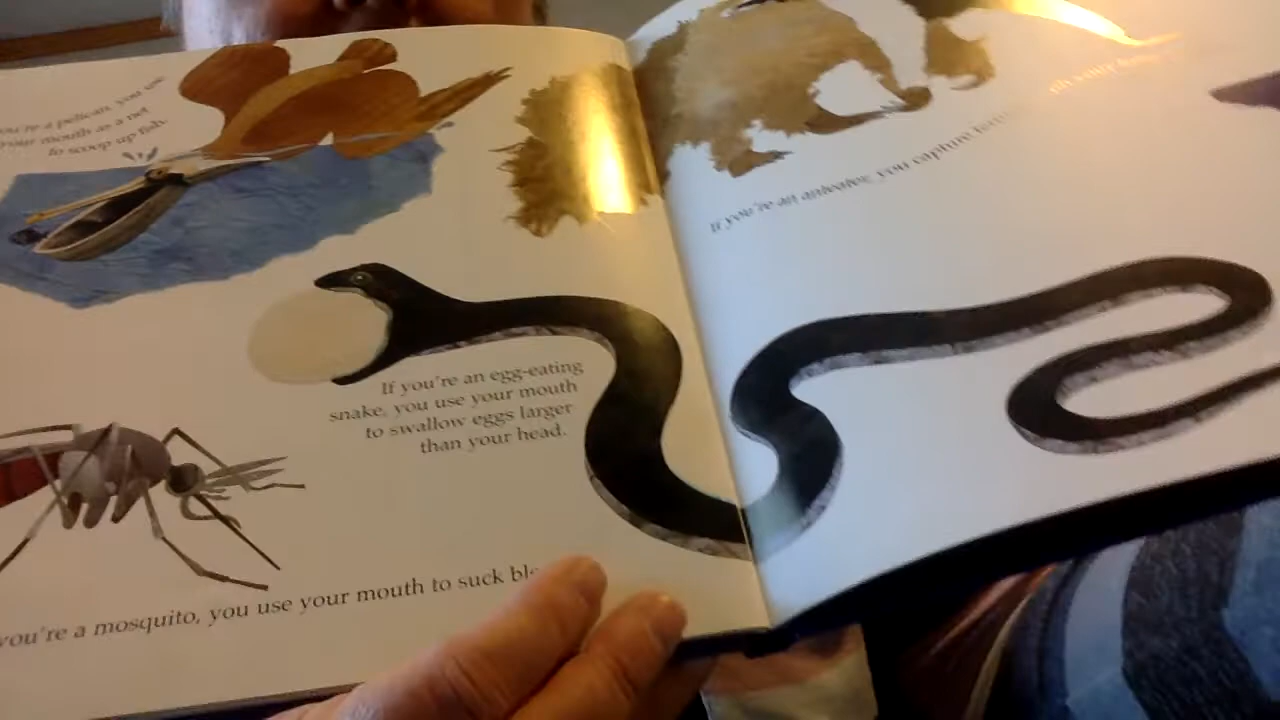 you're a pelican, you use
your mouth as a net
to scoop up fish.
If you're an anteater, you capture
If you're an egg-eating
snake, you use your mouth
to swallow eggs larger
than your head.
you're a mosquito, you use your mouth to suck